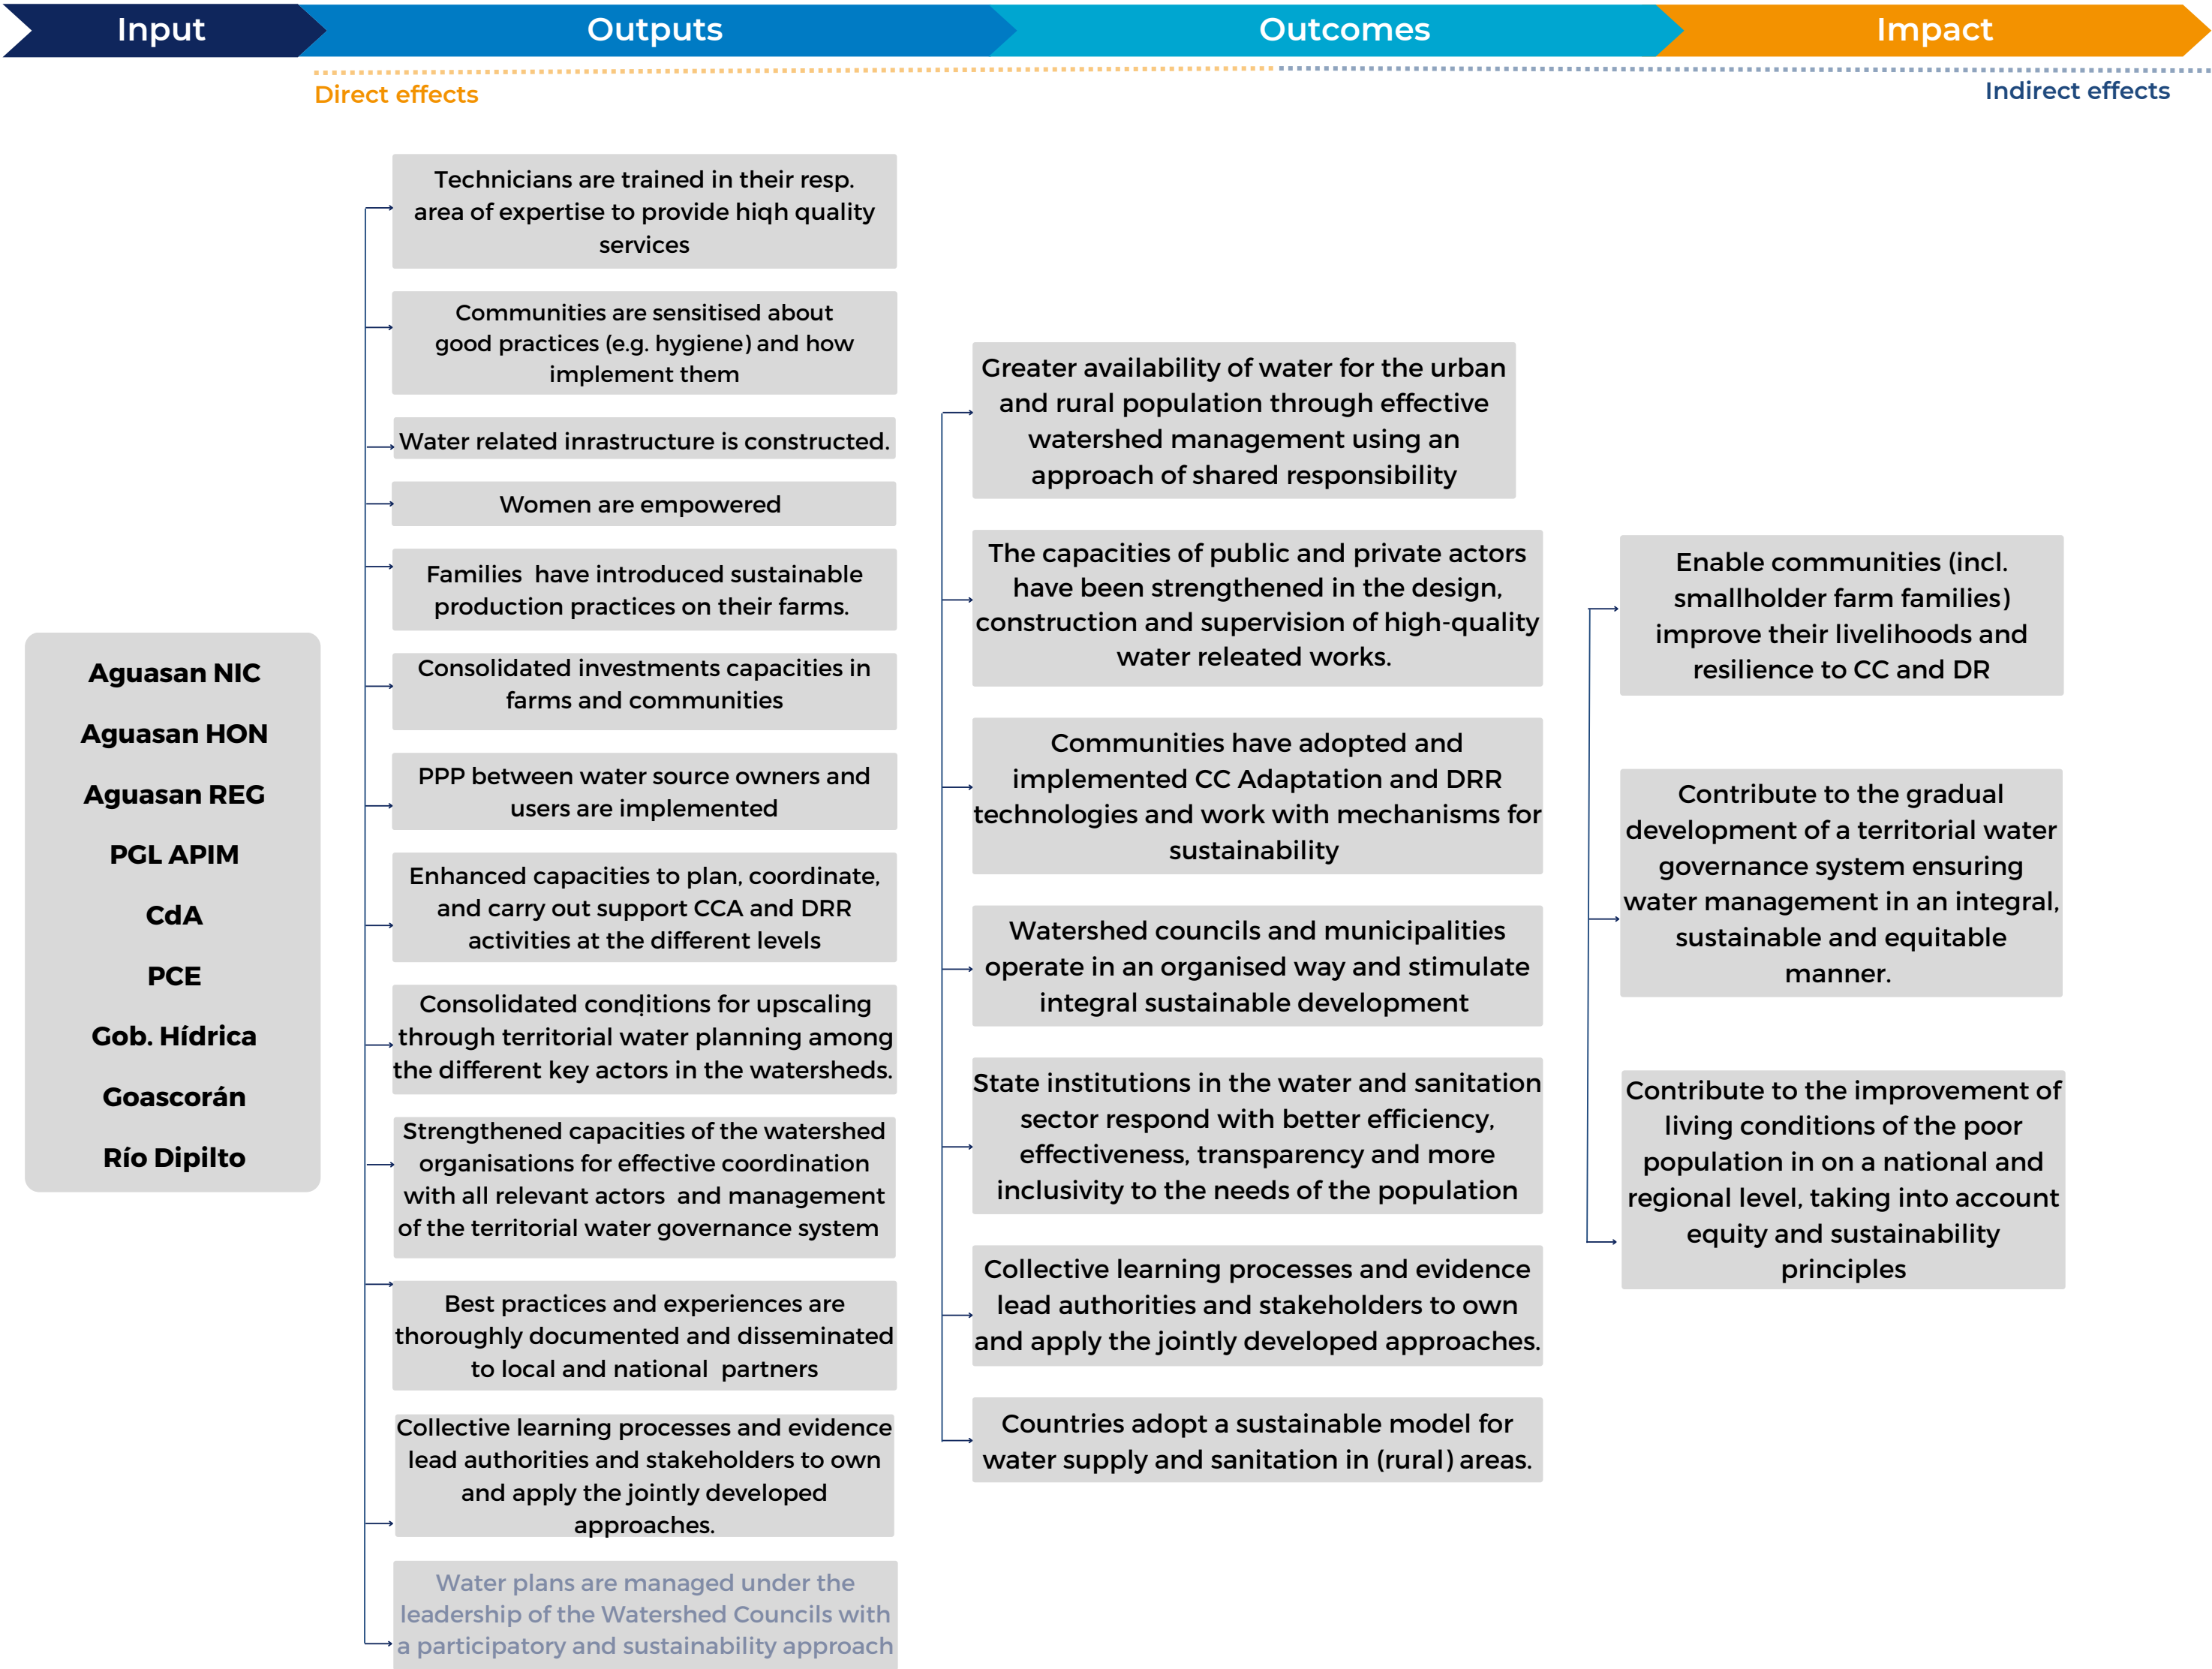 Input
Outputs
Outcomes
Impact
Direct effects
Indirect effects
Aguasan NIC
Aguasan HON
Aguasan REG
PGL APIM
CdA
PCE
Gob. Hídrica
Goascorán
Río Dipilto
Technicians are trained in their resp.
area of expertise to provide hiqh quality
services
Communities are sensitised about
good practices (e.g. hygiene) and how
implement them
Water related inrastructure is constructed.
Women are empowered
Families have introduced sustainable
production practices on their farms.
Consolidated investments capacities in
farms and communities
PPP between water source owners and
users are implemented
Enhanced capacities to plan, coordinate,
and carry out support CCA and DRR
activities at the different levels
Consolidated conditions for upscaling
through territorial water planning among
the different key actors in the watersheds.
Strengthened capacities of the watershed
organisations for effective coordination
with all relevant actors and management
of the territorial water governance system
Best practices and experiences are
thoroughly documented and disseminated
to local and national partners
Collective learning processes and evidence
lead authorities and stakeholders to own
and apply the jointly developed
approaches.
Water plans are managed under the
leadership of the Watershed Councils with
a participatory and sustainability approach
Greater availability of water for the urban
and rural population through effective
watershed management using an
approach of shared responsibility
The capacities of public and private actors
have been strengthened in the design,
construction and supervision of high-quality
water releated works.
Communities have adopted and
implemented CC Adaptation and DRR
technologies and work with mechanisms for
sustainability
Watershed councils and municipalities
operate in an organised way and stimulate
integral sustainable development
State institutions in the water and sanitation
sector respond with better efficiency,
effectiveness, transparency and more
inclusivity to the needs of the population
Collective learning processes and evidence
lead authorities and stakeholders to own
and apply the jointly developed approaches.
Countries adopt a sustainable model for
water supply and sanitation in (rural) areas.
Enable communities (incl.
smallholder farm families)
improve their livelihoods and
resilience to CC and DR
Contribute to the gradual
development of a territorial water
governance system ensuring
water management in an integral,
sustainable and equitable
manner.
Contribute to the improvement of
living conditions of the poor
population in on a national and
regional level, taking into account
equity and sustainability
principles